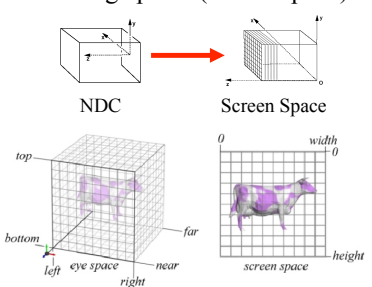 y
x
z
NDC
y
x
z
O
Screen Space
top
bottom
left
eye space
right
near
far
0
width
0
height
screen space